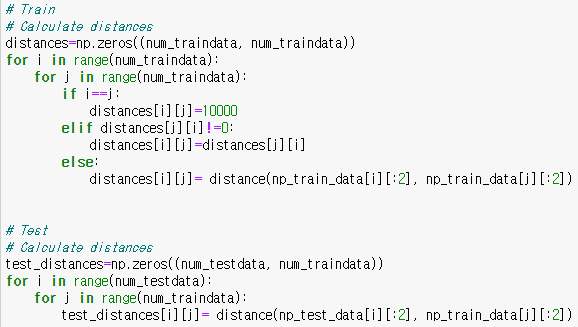 # Train
# Calculate distances
distances=np.zeros((num_traindata, num_traindata))
for i in range(num_traindata):
    for j in range(num_traindata):
        if i==j:
            distances[i][j]=10000
        elif distances[j][i]!=0:
            distances[i][j]=distances[j][i]
        else:
            distances[i][j]= distance(np_train_data[i][:2], np_train_data[j][:2])
# Test
# Calculate distances
test_distances=np.zeros((num_testdata, num_traindata))
for i in range(num_testdata):
    for j in range(num_traindata):
        test_distances[i][j]= distance(np_test_data[i][:2], np_train_data[j][:2])